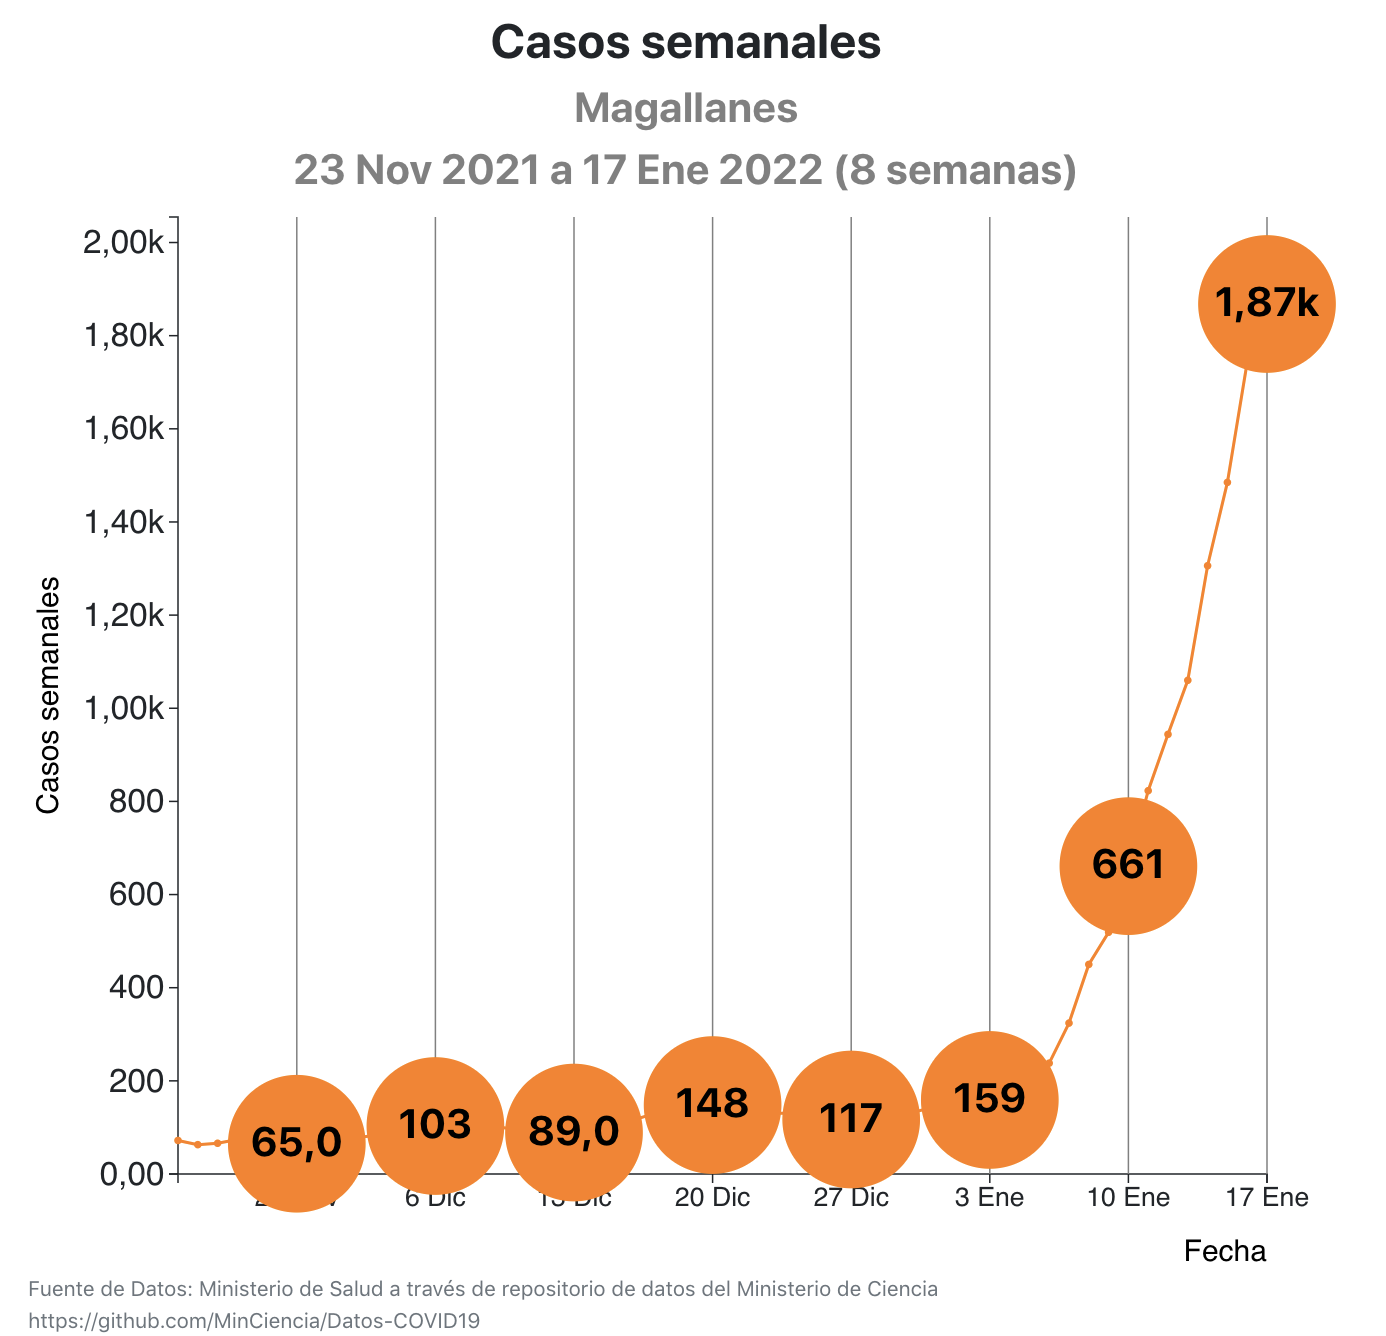 Casos semanales
Magallanes
23 Nov 2021 a 17 Ene 2022 (8 semanas)
2,00k
1,80k
1,60k
1,40k
1,20k
1,00k
800
600
400
200
0,00
Casos semanales
65,0
103
89,0
148
117
159
661
1,87k
6 Dic
13 Dic
20 Dic
27 Dic
3 Ene
10 Ene
17 Ene
Fecha
Fuente de Datos: Ministerio de Salud a través de repositorio de datos del Ministerio de Ciencia
https://github.com/MinCiencia/Datos-COVID19